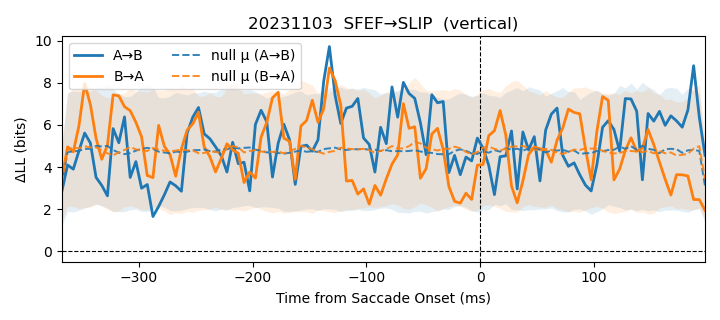 20231103  SFEF→SLIP  (vertical)
A→B
B→A
null μ (A→B)
null μ (B→A)
ΔLL (bits)
10
8
6
4
2
0
−300
−200
−100
0
100
Time from Saccade Onset (ms)